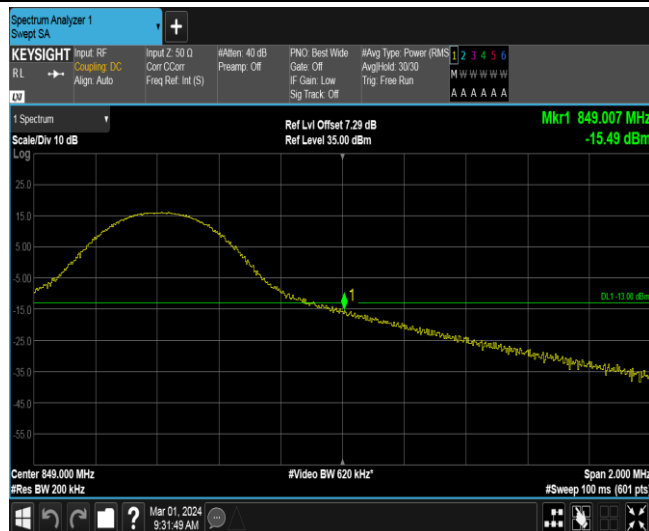 Spectrum Analyzer 1
Swept SA
+
KEYSIGHT
RL
Input: RF
Coupling: DC
Align: Auto
Input Z: 50 Ω
Corr CCorr
Freq Ref: Int (S)
#Atten: 40 dB
Preamp: Off
PNO: Best Wide
Gate: Off
IF Gain: Low
Sig Track: Off
#Avg Type: Power (RMS
Avg|Hold: 30/30
Trig: Free Run
1 2 3 4 5 6
M W W W W W
A A A A A A
LXI
1 Spectrum
Scale/Div 10 dB
Log
Ref Lvl Offset 7.29 dB
Ref Level 35.00 dBm
Mkr1 849.007 MHz
-15.49 dBm
25.0
15.0
5.00
-5.00
1
DL1 -13.00 dBm
-15.0
-25.0
-35.0
-45.0
-55.0
Center 849.000 MHz
#Res BW 200 kHz
#Video BW 620 kHz*
Span 2.000 MHz
#Sweep 100 ms (601 pts)
?
Mar 01, 2024
9:31:49 AM